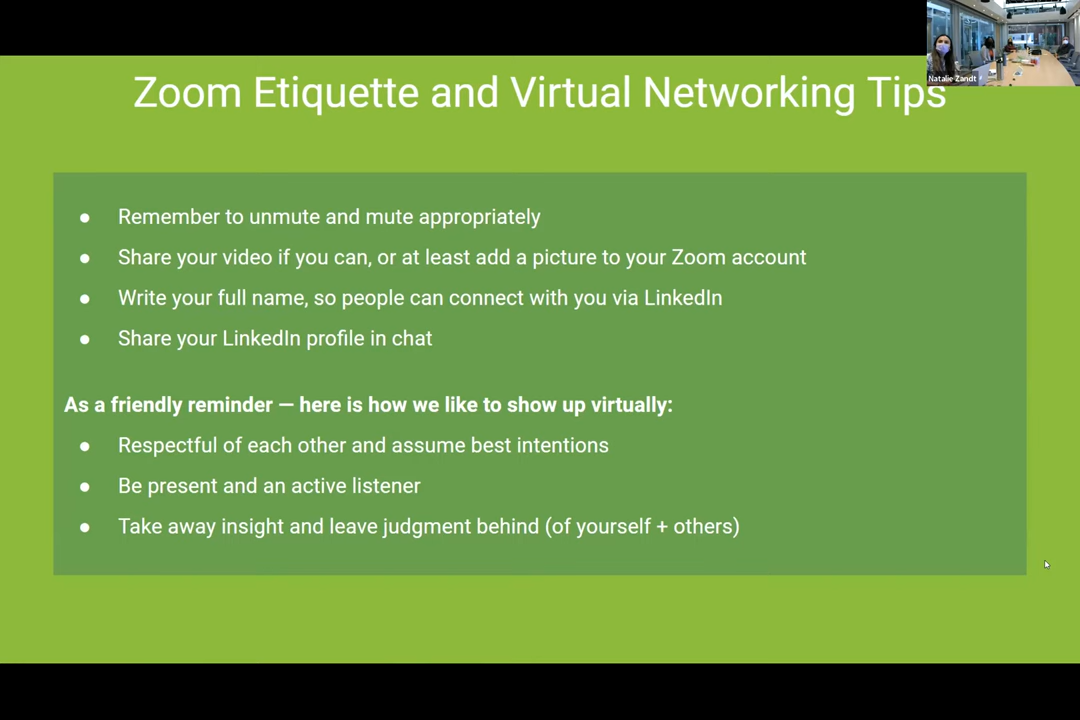 Zoom Etiquette and Virtual Networking Tips
Natalie Zandt
● Remember to unmute and mute appropriately
● Share your video if you can, or at least add a picture to your Zoom account
● Write your full name, so people can connect with you via LinkedIn
● Share your LinkedIn profile in chat
As a friendly reminder — here is how we like to show up virtually:
● Respectful of each other and assume best intentions
● Be present and an active listener
● Take away insight and leave judgment behind (of yourself + others)